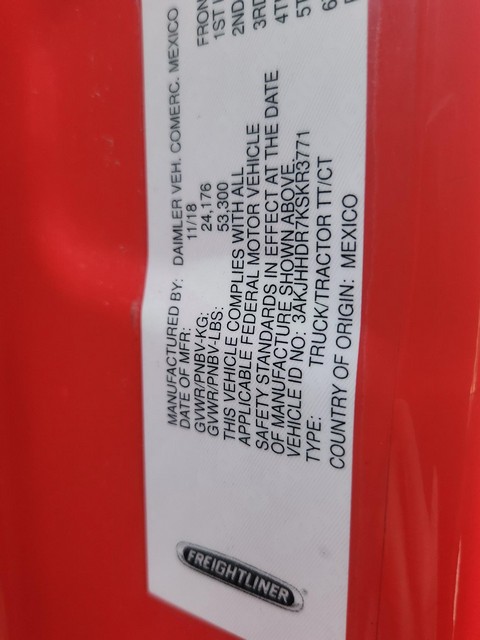 MANUFACTURED BY: DAIMLER VEH. COMERC. MEXICO
DATE OF MFR: 11/18
GVWR/PNBV-KG: 24,176
GVWR/PNBV-LBS: 53,300
THIS VEHICLE COMPLIES WITH ALL
APPLICABLE FEDERAL MOTOR VEHICLE
SAFETY STANDARDS IN EFFECT AT THE DATE
OF MANUFACTURE SHOWN ABOVE.
VEHICLE ID NO: 3AKJHHDR7KSKR3771
TYPE: TRUCK/TRACTOR TT/CT
COUNTRY OF ORIGIN: MEXICO
FRON
1ST
2ND
3RD
4T
5T
6
FREIGHTLINER